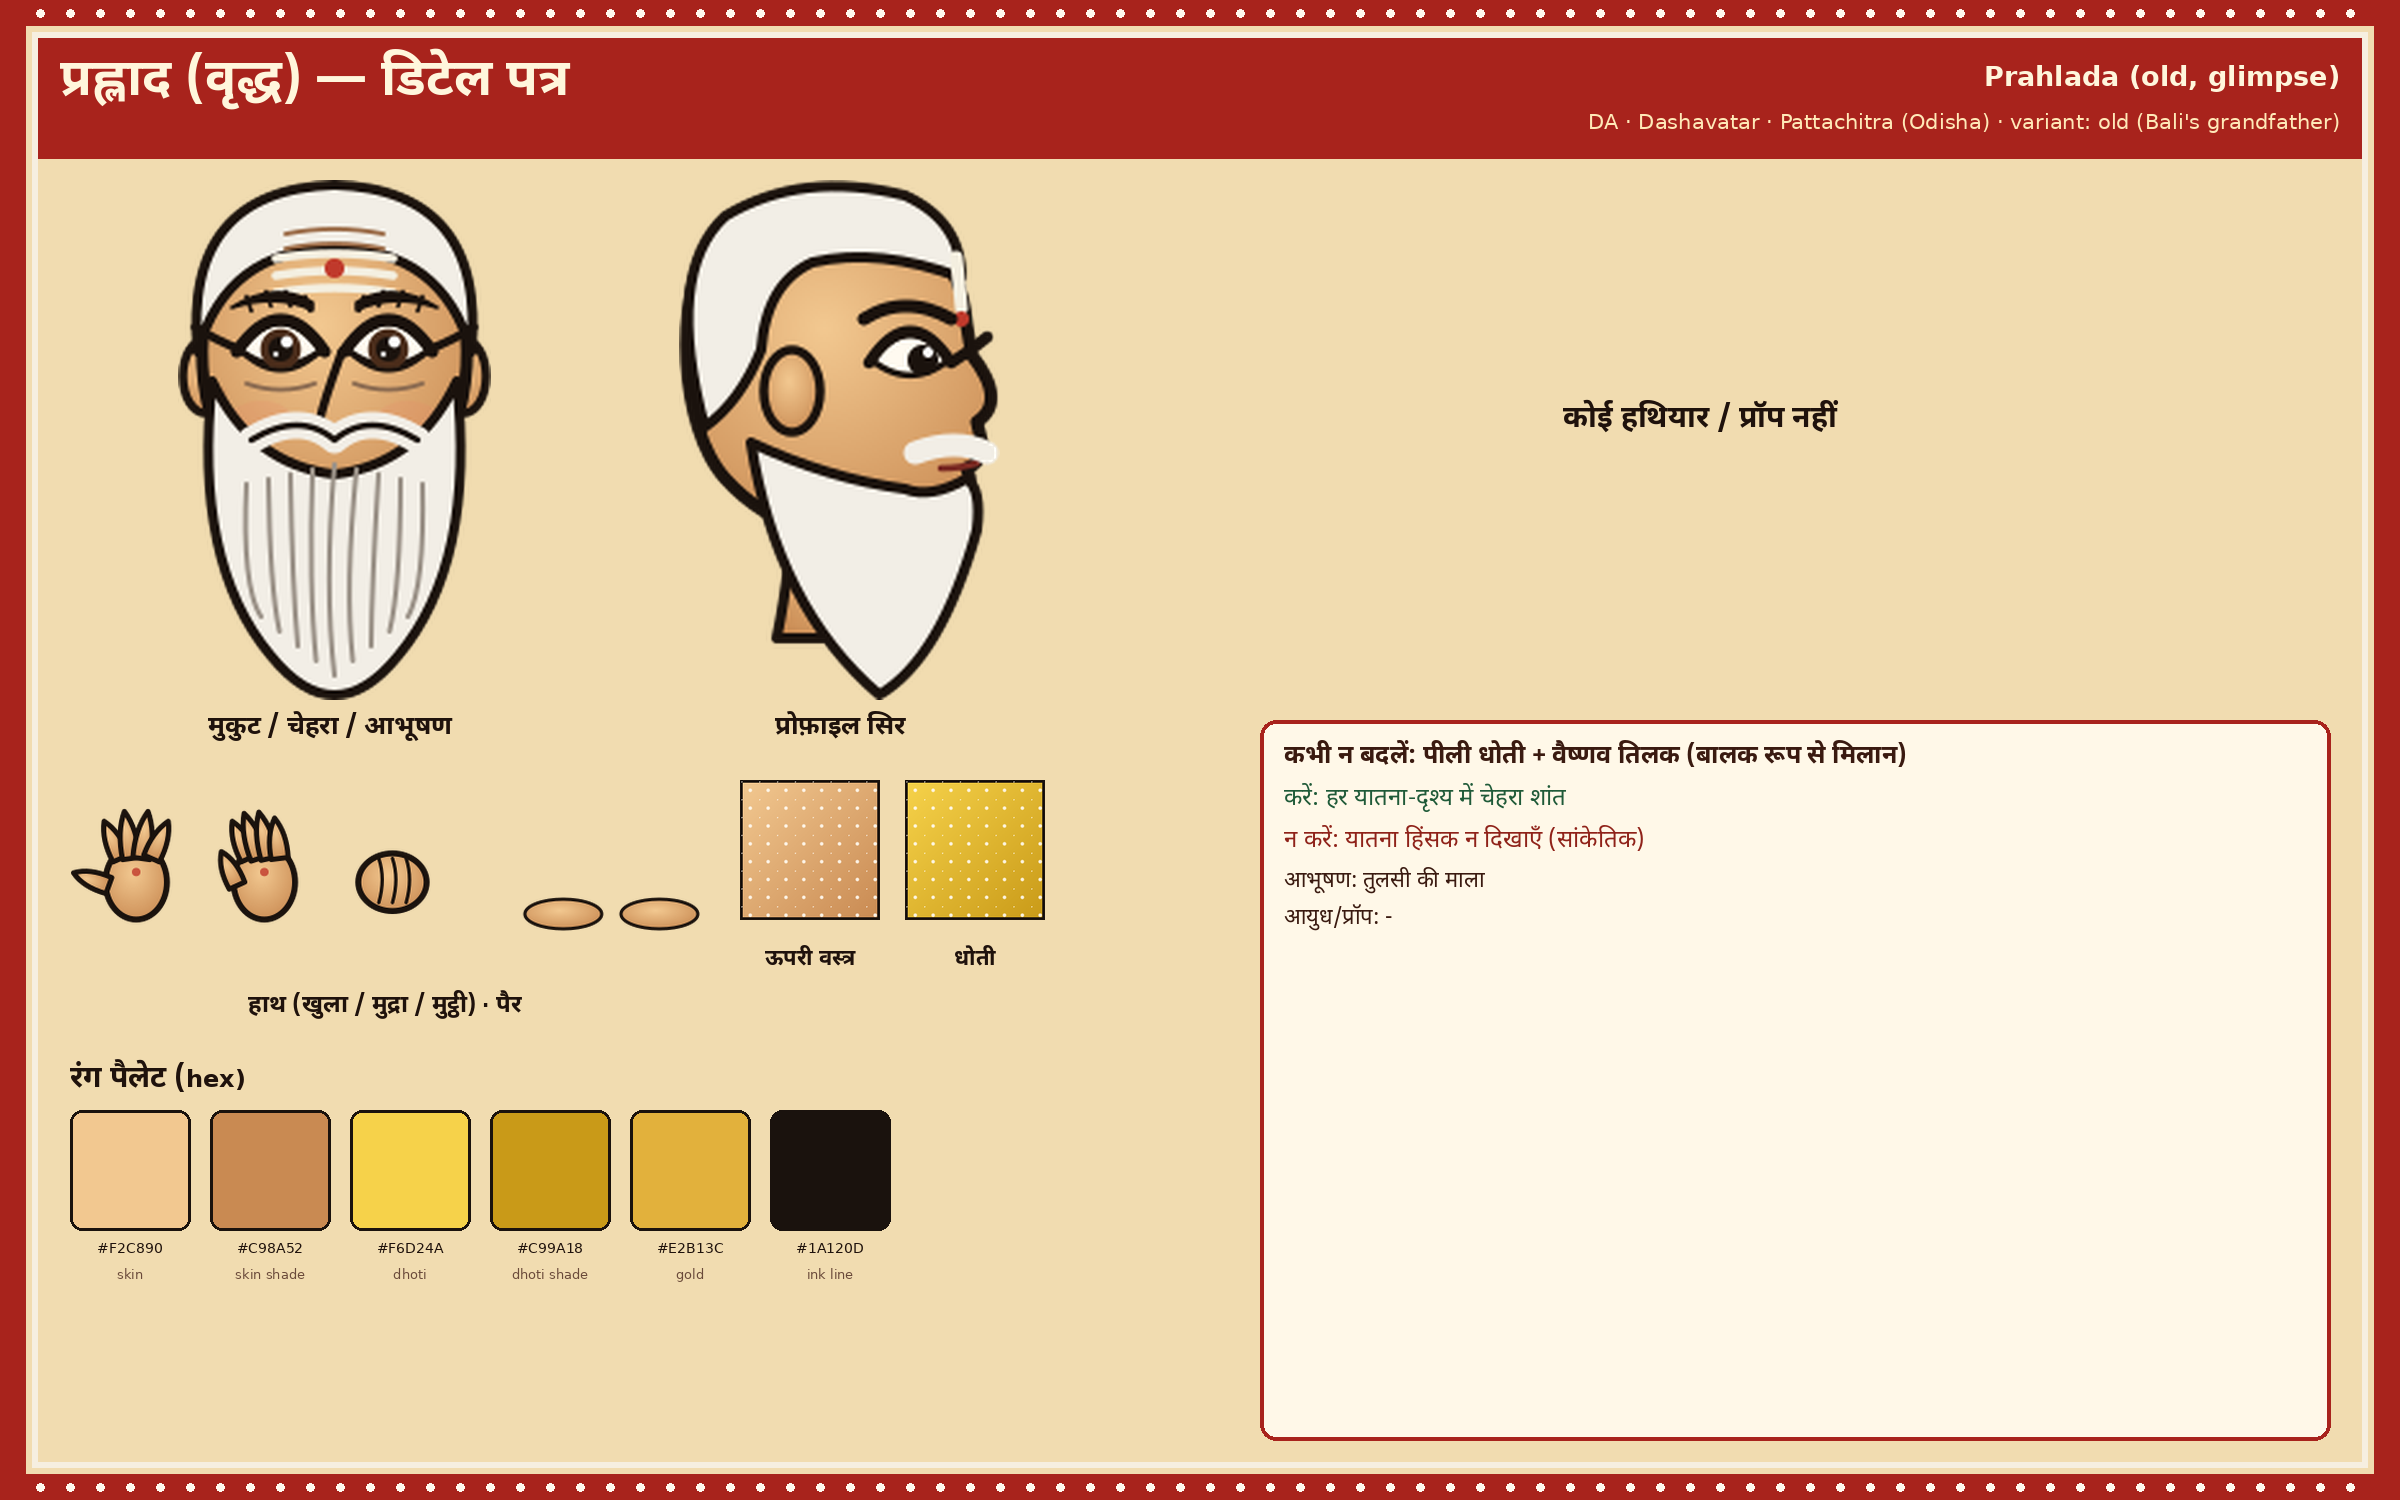 प्रह्लाद (वृद्ध) — डिटेल पत्र
Prahlada (old, glimpse)
DA · Dashavatar · Pattachitra (Odisha) · variant: old (Bali's grandfather)
कोई हथियार / प्रॉप नहीं
मुकुट / चेहरा / आभूषण
प्रोफ़ाइल सिर
कभी न बदलें: पीली धोती + वैष्णव तिलक (बालक रूप से मिलान)
करें: हर यातना-दृश्य में चेहरा शांत
न करें: यातना हिंसक न दिखाएँ (सांकेतिक)
आभूषण: तुलसी की माला
आयुध/प्रॉप: -
ऊपरी वस्त्र
धोती
हाथ (खुला / मुद्रा / मुट्ठी) · पैर
रंग पैलेट (hex)
#F2C890
#C98A52
#F6D24A
#C99A18
#E2B13C
#1A120D
skin
skin shade
dhoti
dhoti shade
gold
ink line